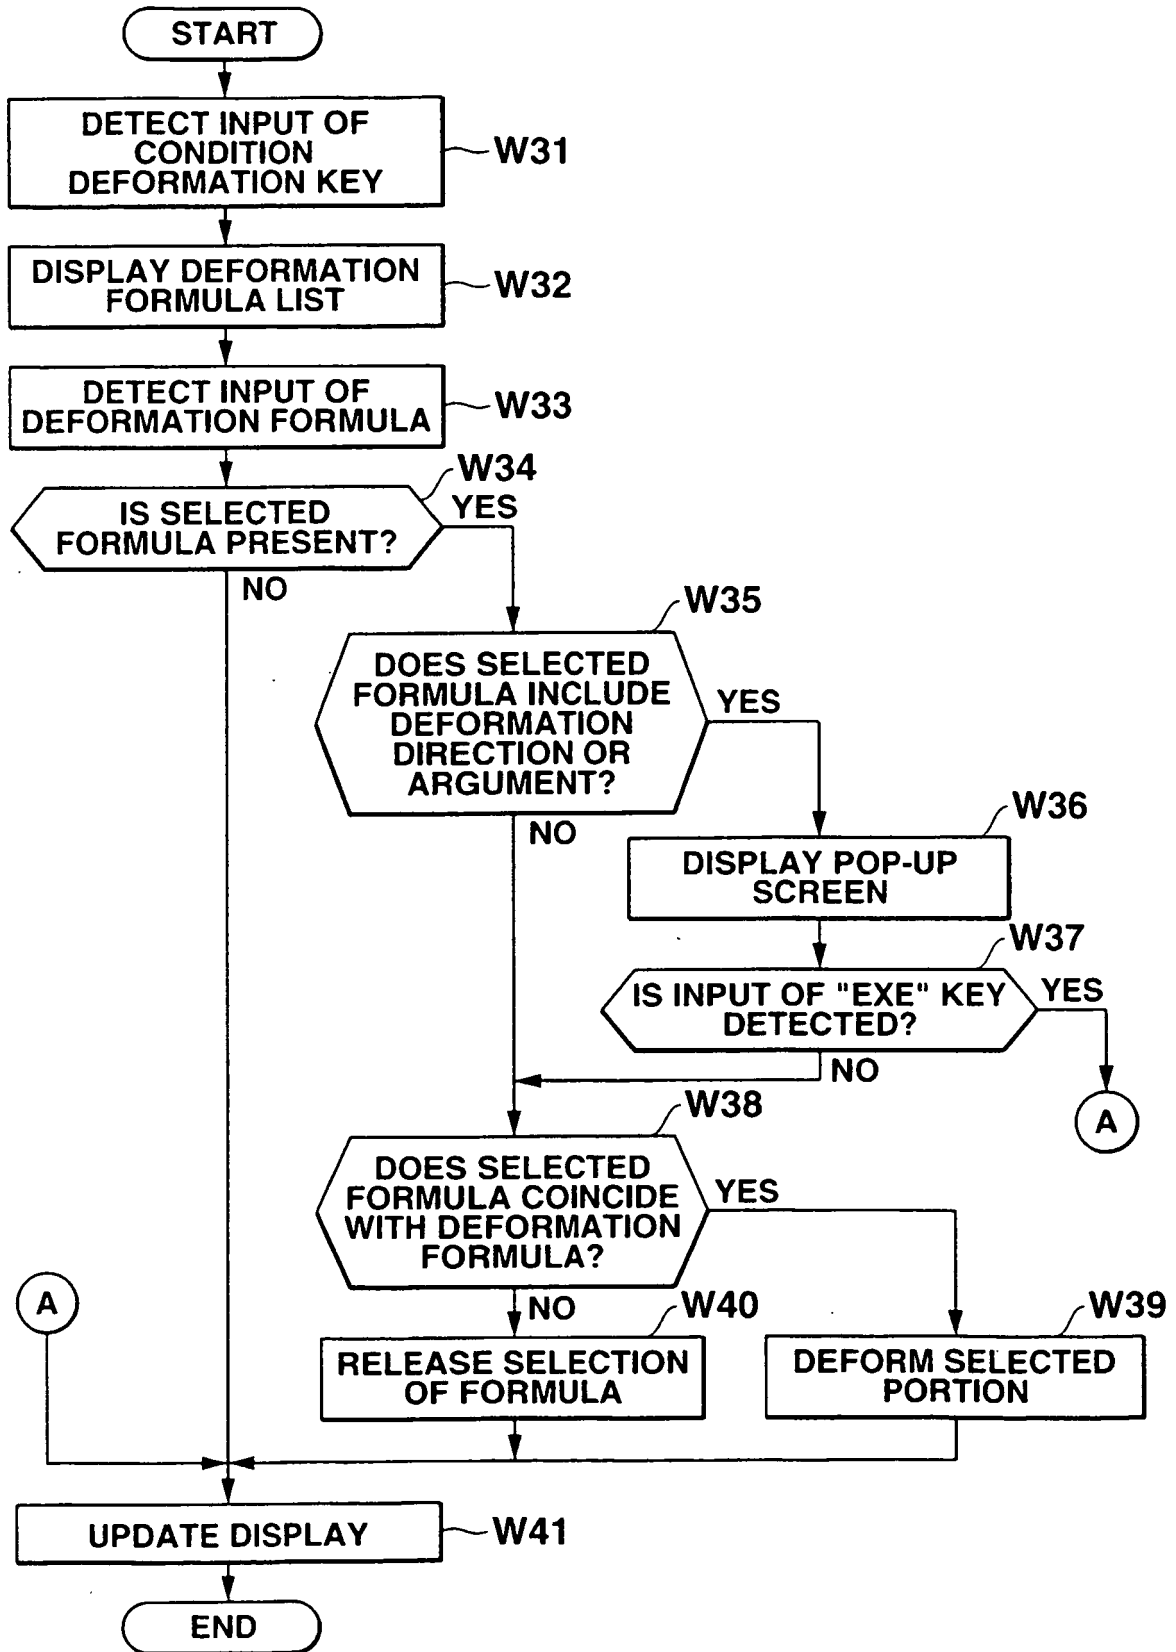 START
DETECT INPUT OF
CONDITION
DEFORMATION KEY
W31
DISPLAY DEFORMATION
FORMULA LIST
W32
DETECT INPUT OF
DEFORMATION FORMULA
W33
W34
IS SELECTED
FORMULA PRESENT?
YES
NO
W35
DOES SELECTED
FORMULA INCLUDE
DEFORMATION
DIRECTION OR
ARGUMENT?
YES
NO
W36
DISPLAY POP-UP
SCREEN
W37
IS INPUT OF "EXE" KEY
DETECTED?
YES
NO
A
W38
DOES SELECTED
FORMULA COINCIDE
WITH DEFORMATION
FORMULA?
YES
NO
A
W40
RELEASE SELECTION
OF FORMULA
W39
DEFORM SELECTED
PORTION
UPDATE DISPLAY
W41
END